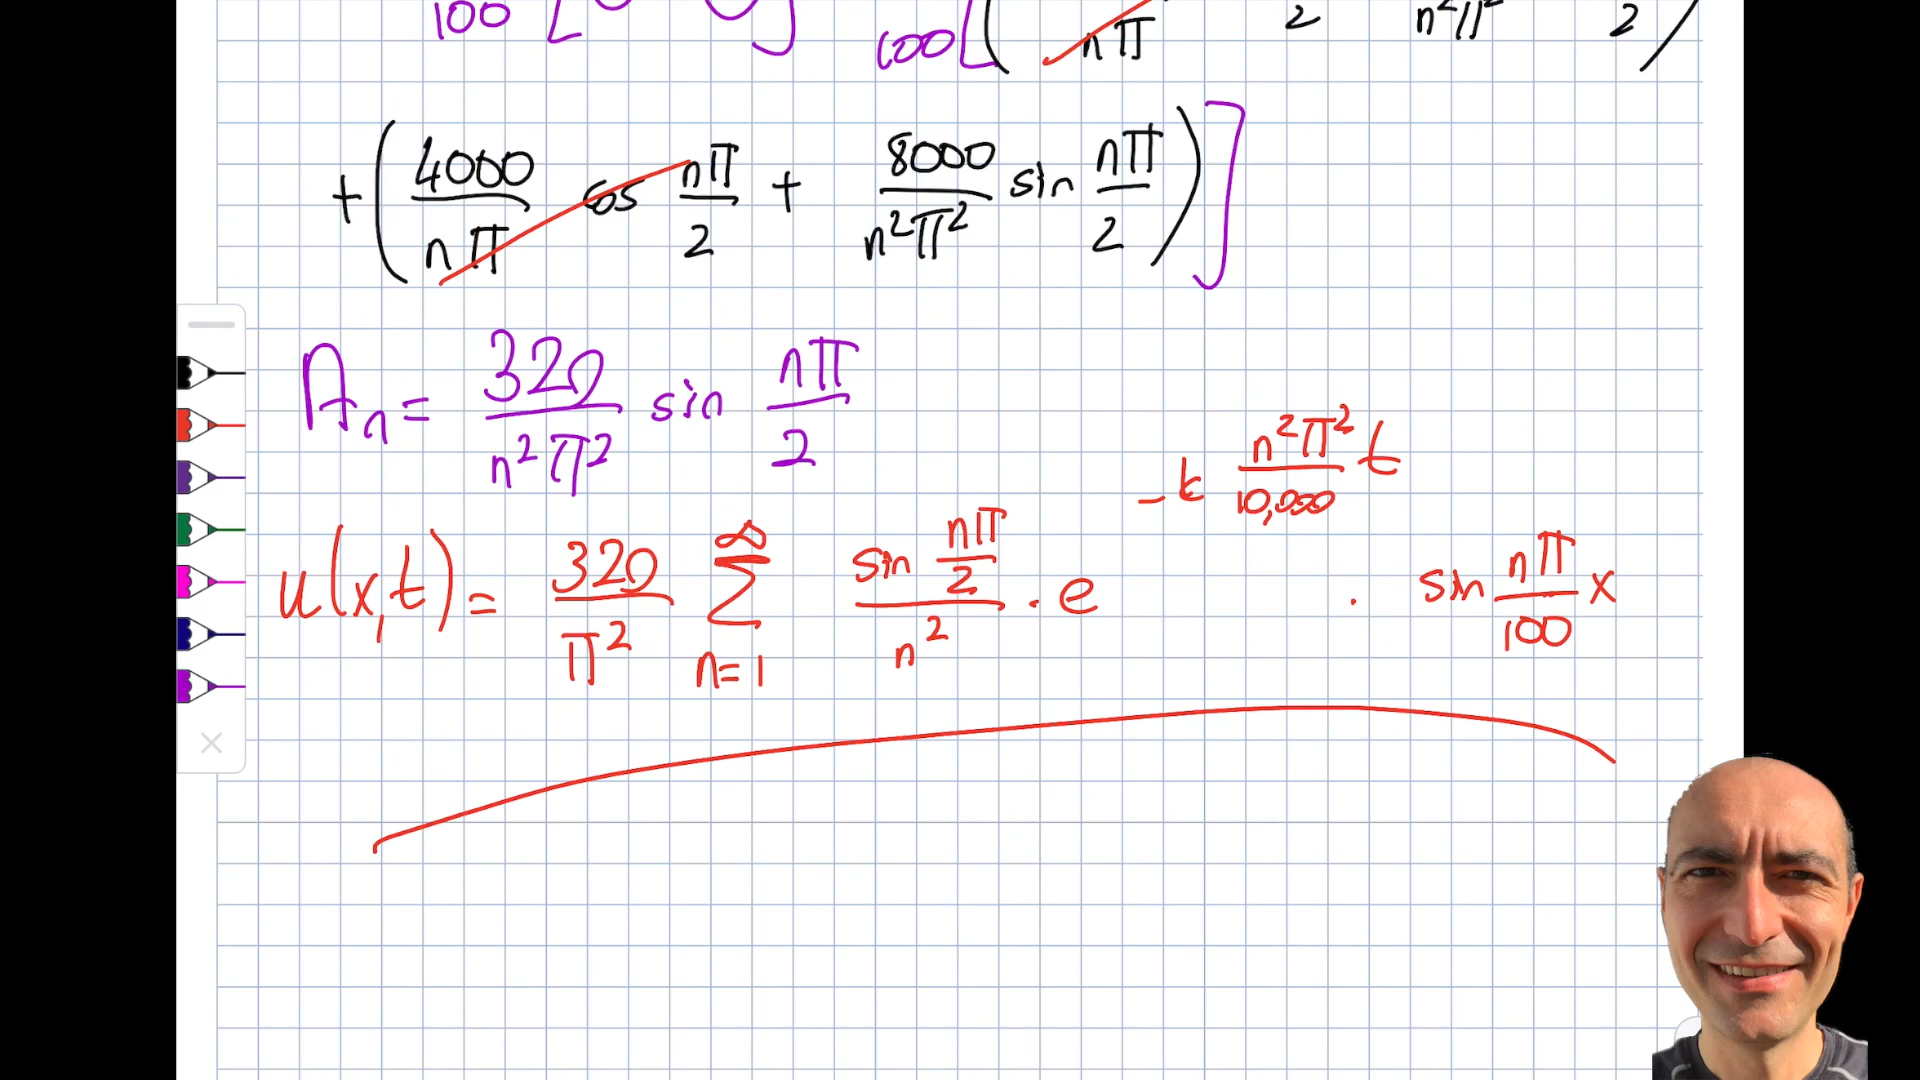 100 [ ] 100 [( nπ 2 n²π² 2 )
+ ( 4000/nπ cos nπ/2 + 8000/n²π² sin nπ/2 ) ]
An = 320/n²π² sin nπ/2
u(x,t) = 320/π² ∞Σn=1 sin nπ/2 / n² · e -k n²π²/10,000 t · sin nπ/100 x